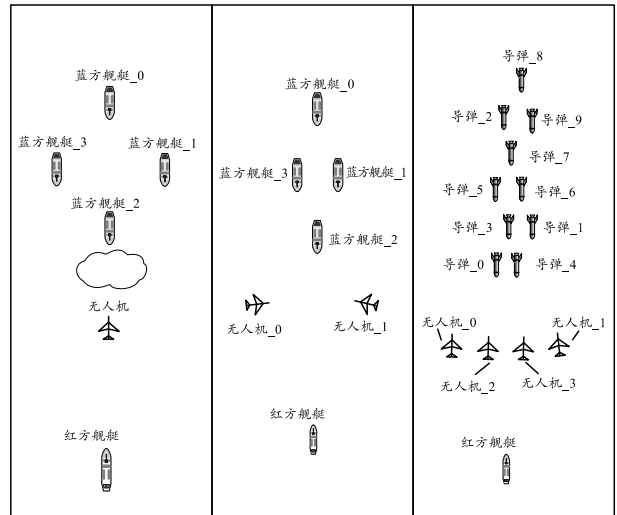 蓝方舰艇_0
蓝方舰艇_3
蓝方舰艇_1
蓝方舰艇_2
无人机
红方舰艇
蓝方舰艇_0
蓝方舰艇_3
蓝方舰艇_1
蓝方舰艇_2
无人机_0
无人机_1
红方舰艇
导弹_8
导弹_2
导弹_9
导弹_7
导弹_5
导弹_6
导弹_3
导弹_1
导弹_0
导弹_4
无人机_0
无人机_1
无人机_2
无人机_3
红方舰艇